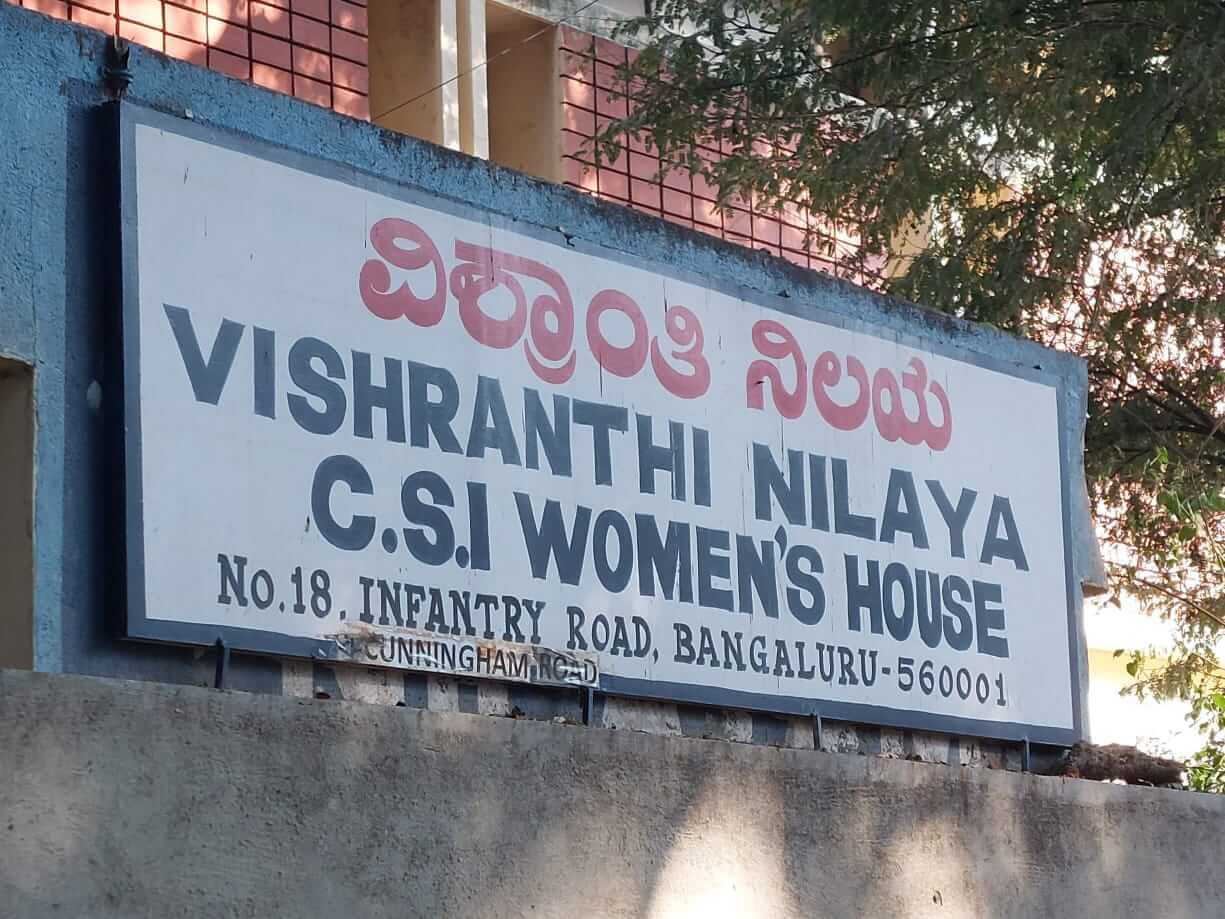 ವಿಶ್ರಾಂತಿ ನಿಲಯ
VISHRANTHI NILAYA
C.S.I WOMEN'S HOUSE
No. 18, INFANTRY ROAD, BANGALURU-560001
CUNNINGHAM ROAD